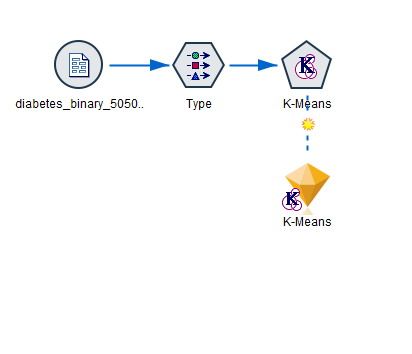 diabetes_binary_5050..
Type
K-Means
K-Means